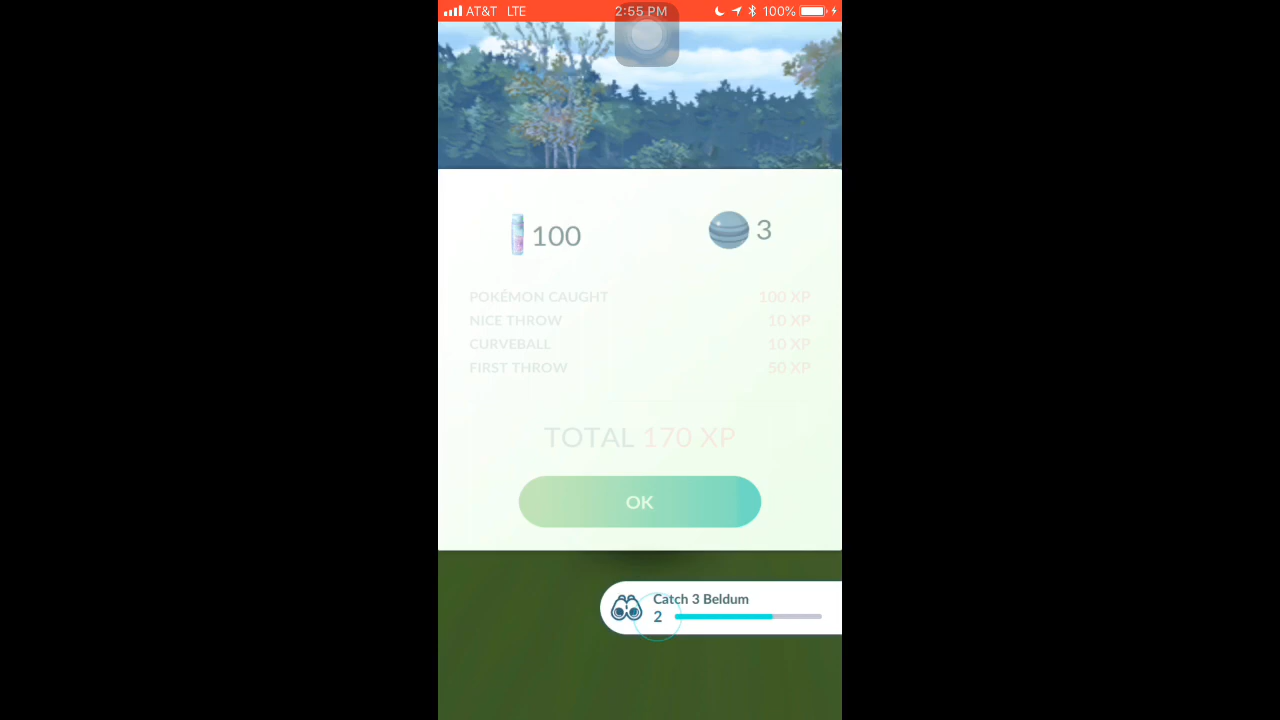 AT&T LTE 2:55 PM 100%
100 3
POKÉMON CAUGHT 100 XP
NICE THROW 10 XP
CURVEBALL 10 XP
FIRST THROW 50 XP
TOTAL 170 XP
OK
Catch 3 Beldum
2